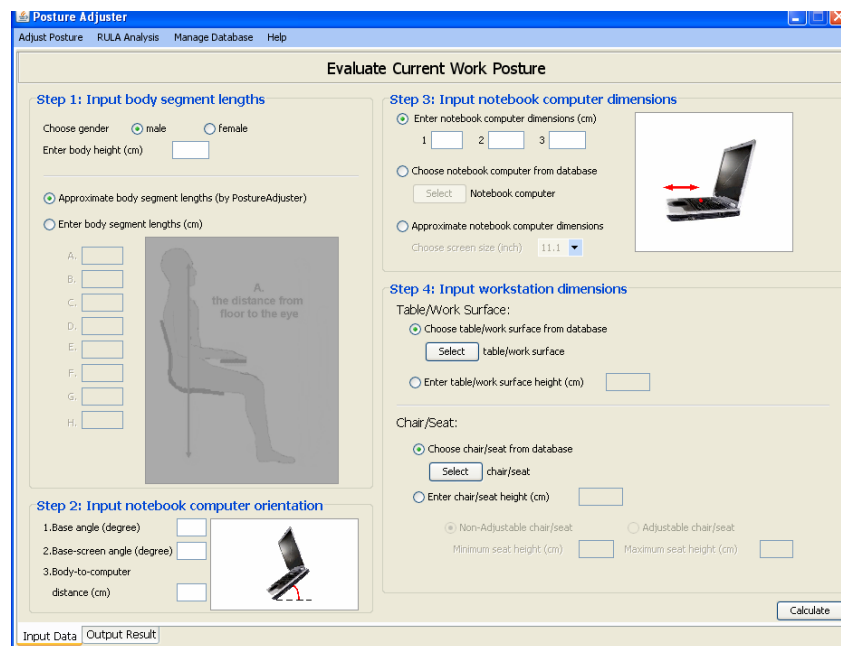 Posture Adjuster
Adjust Posture RULA Analysis Manage Database Help
Evaluate Current Work Posture
Step 1: Input body segment lengths
Choose gender male female
Enter body height (cm)
Approximate body segment lengths (by PostureAdjuster)
Enter body segment lengths (cm)
A.
B.
C.
D.
E.
F.
G.
H.
A.
the distance from
floor to the eye
Step 2: Input notebook computer orientation
1.Base angle (degree)
2.Base-screen angle (degree)
3.Body-to-computer
distance (cm)
Step 3: Input notebook computer dimensions
Enter notebook computer dimensions (cm)
1 2 3
Choose notebook computer from database
Select Notebook computer
Approximate notebook computer dimensions
Choose screen size (inch) 11.1
Step 4: Input workstation dimensions
Table/Work Surface:
Choose table/work surface from database
Select table/work surface
Enter table/work surface height (cm)
Chair/Seat:
Choose chair/seat from database
Select chair/seat
Enter chair/seat height (cm)
Non-Adjustable chair/seat Adjustable chair/seat
Minimum seat height (cm) Maximum seat height (cm)
Calculate
Input Data Output Result